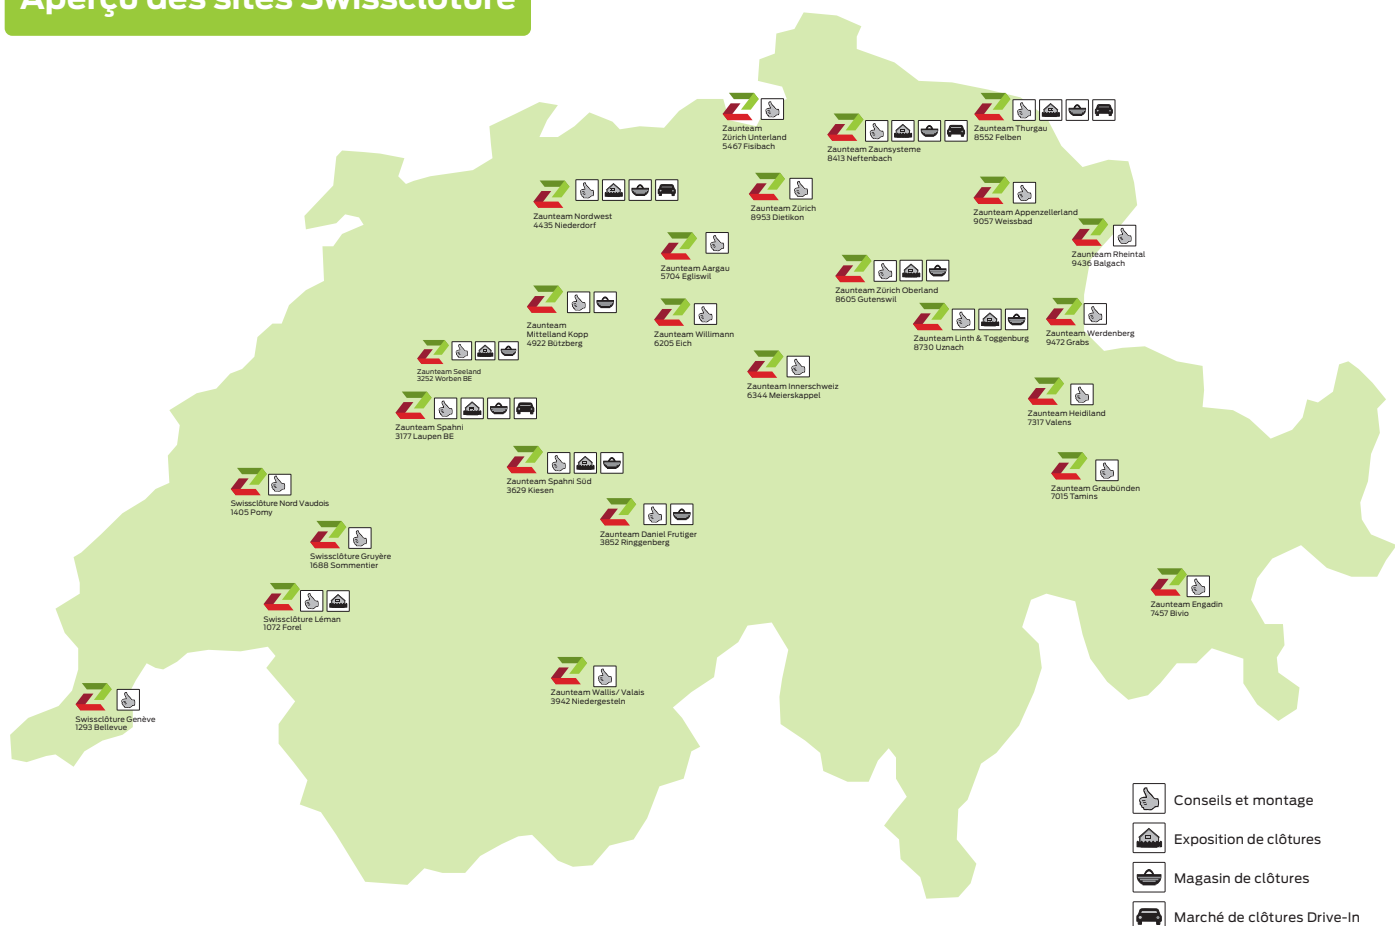 Aperçu des sites Swissclôture
Zaunteam
Zürich Unterland
5467 Fisibach
Zaunteam Zaunsysteme
8413 Neftenbach
Zaunteam Thurgau
8552 Felben
Zaunteam Nordwest
4435 Niederdorf
Zaunteam Zürich
8953 Dietikon
Zaunteam Appenzellerland
9057 Weissbad
Zaunteam Rheintal
9436 Balgach
Zaunteam Aargau
5704 Egliswil
Zaunteam Zürich Oberland
8605 Gutenswil
Zaunteam
Mittelland Kopp
4922 Bützberg
Zaunteam Willimann
6205 Eich
Zaunteam Linth & Toggenburg
8730 Uznach
Zaunteam Werdenberg
9472 Grabs
Zaunteam Seeland
3252 Worben BE
Zaunteam Innerschweiz
6344 Meierskappel
Zaunteam Heidiland
7317 Valens
Zaunteam Spahni
3177 Laupen BE
Zaunteam Spahni Süd
3629 Kiesen
Zaunteam Graubünden
7015 Tamins
Swissclôture Nord Vaudois
1405 Pomy
Zaunteam Daniel Frutiger
3852 Ringgenberg
Swissclôture Gruyère
1688 Sommentier
Zaunteam Engadin
7457 Bivio
Swissclôture Léman
1072 Forel
Zaunteam Wallis/ Valais
3942 Niedergesteln
Swissclôture Genève
1293 Bellevue
Conseils et montage
Exposition de clôtures
Magasin de clôtures
Marché de clôtures Drive-In